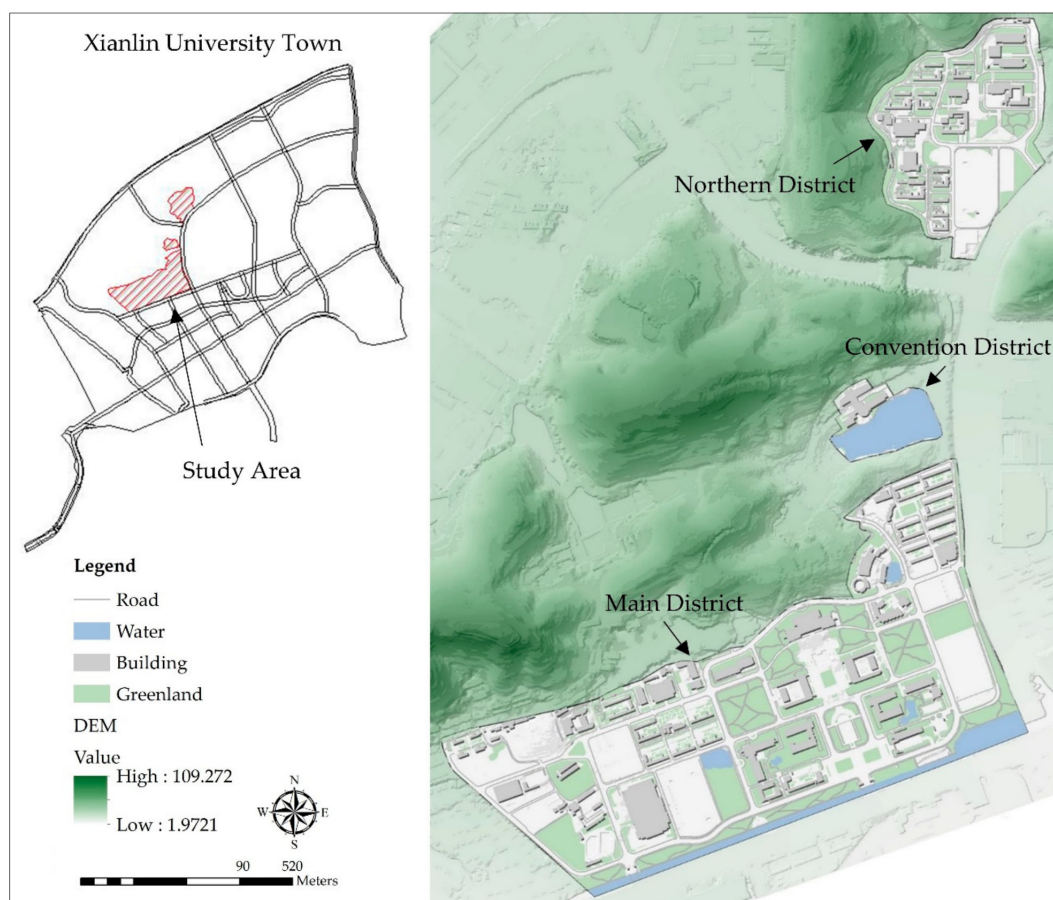 Xianlin University Town
Study Area
Northern District
Convention District
Main District
Legend
Road
Water
Building
Greenland
DEM
Value
High : 109.272
Low : 1.9721
N
W
E
S
90
520
Meters